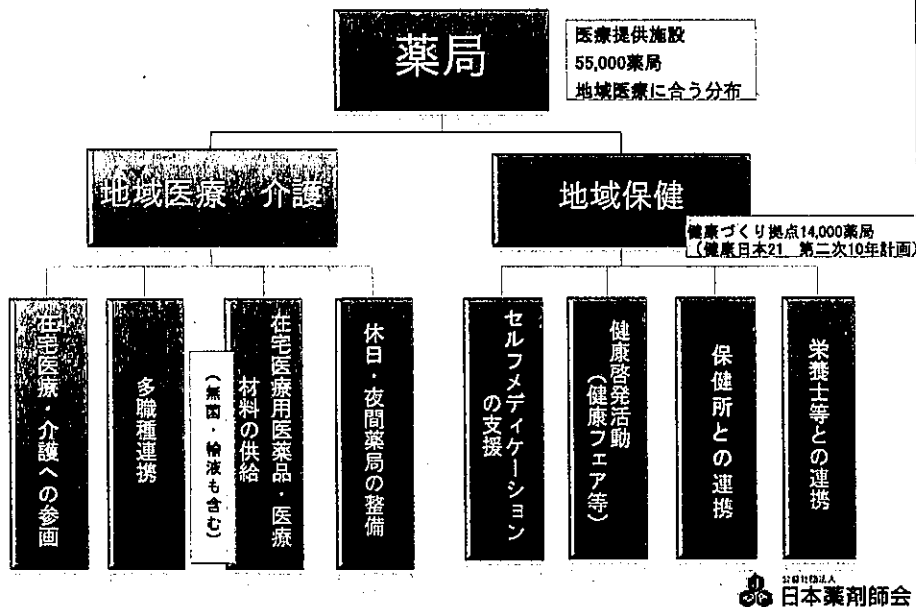 薬局
医療提供施設
55,000薬局
地域医療に合う分布
地域医療・介護
地域保健
健康づくり拠点14,000薬局
（健康日本21 第二次10年計画）
在宅医療・介護への参画
多職種連携
（無菌・輸液も含む）
在宅医療用医薬品・医療
材料の供給
休日・夜間薬局の整備
セルフメディケーション
の支援
健康啓発活動
（健康フェア等）
保健所との連携
栄養士等との連携
公益社団法人
日本薬剤師会